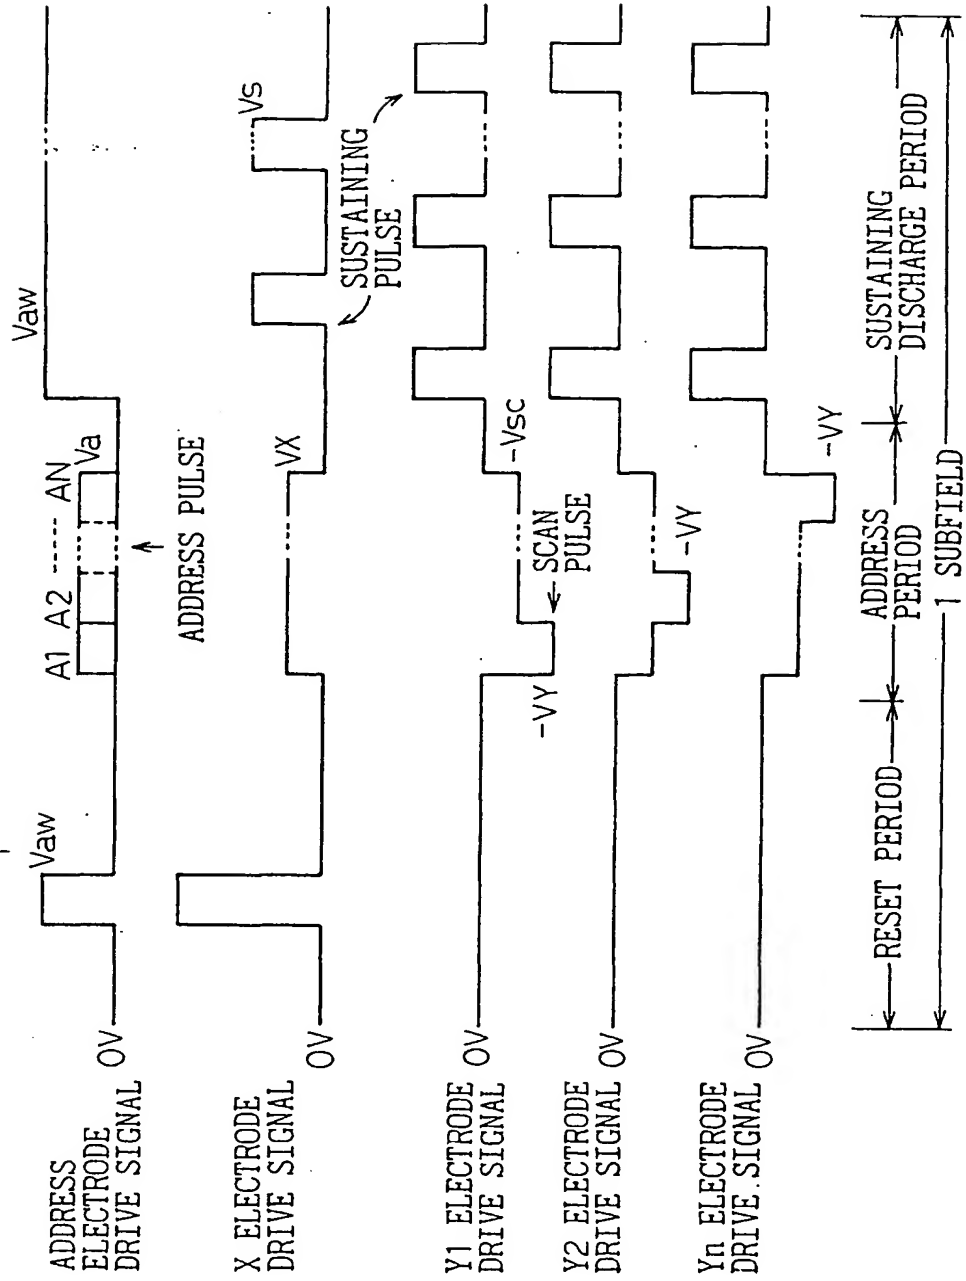 ADDRESS
ELECTRODE
DRIVE SIGNAL
0V
Vaw
A1 A2 ----- AN
Va
ADDRESS PULSE
Vaw
X ELECTRODE
DRIVE SIGNAL
0V
VX
Vs
SUSTAINING
PULSE
Y1 ELECTRODE
DRIVE SIGNAL
0V
-VY
SCAN
PULSE
-Vsc
Y2 ELECTRODE
DRIVE SIGNAL
0V
-VY
Yn ELECTRODE
DRIVE.SIGNAL
0V
-VY
RESET PERIOD
ADDRESS
PERIOD
SUSTAINING
DISCHARGE PERIOD
1 SUBFIELD